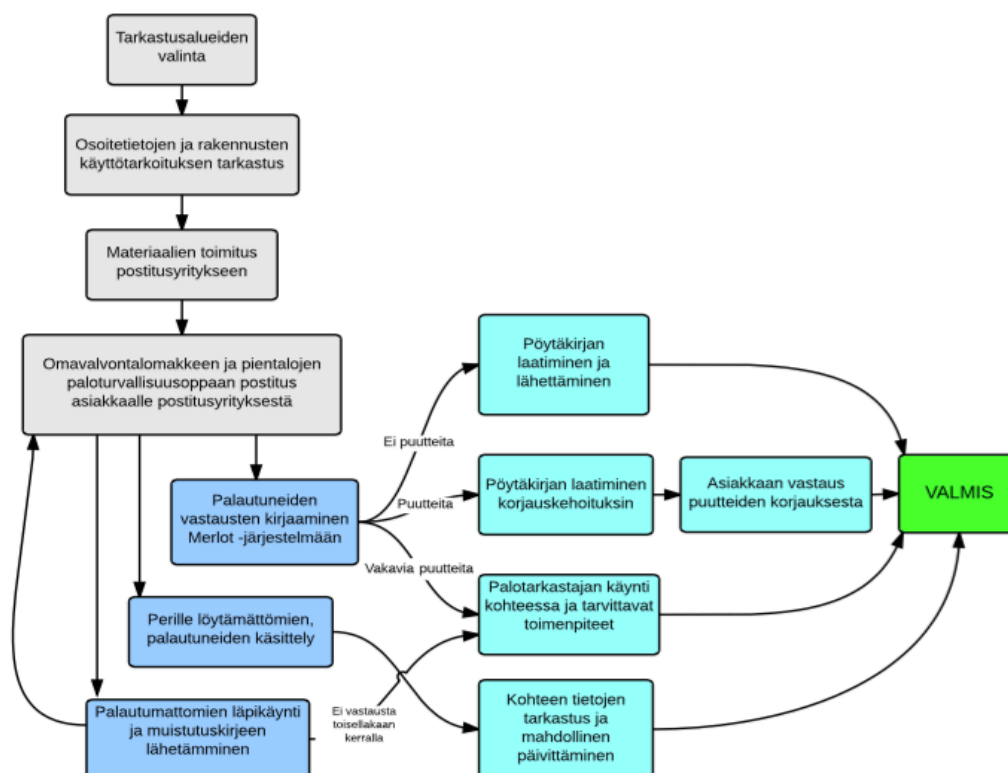 Tarkastusalueiden
valinta
Osoitetietojen ja rakennusten
käyttötarkoituksen tarkastus
Materiaalien toimitus
postitusyritykseen
Omavalvontalomakkeen ja pientalojen
paloturvallisuusoppaan postitus
asiakkaalle postitusyrityksestä
Pöytäkirjan
laatiminen ja
lähettäminen
Ei puutteita
Palautuneiden
vastausten kirjaaminen
Merlot -järjestelmään
Puutteita
Pöytäkirjan laatiminen
korjauskehoituksin
Asiakkaan vastaus
puutteiden korjauksesta
VALMIS
Vakavia puutteita
Palotarkastajan käynti
kohteessa ja tarvittavat
toimenpiteet
Perille löytämättömien,
palautuneiden käsittely
Palautumattomien läpikäynti
ja muistutuskirjeen
lähetämminen
Ei vastausta
toisellakaan
kerralla
Kohteen tietojen
tarkastus ja
mahdollinen
päivittäminen